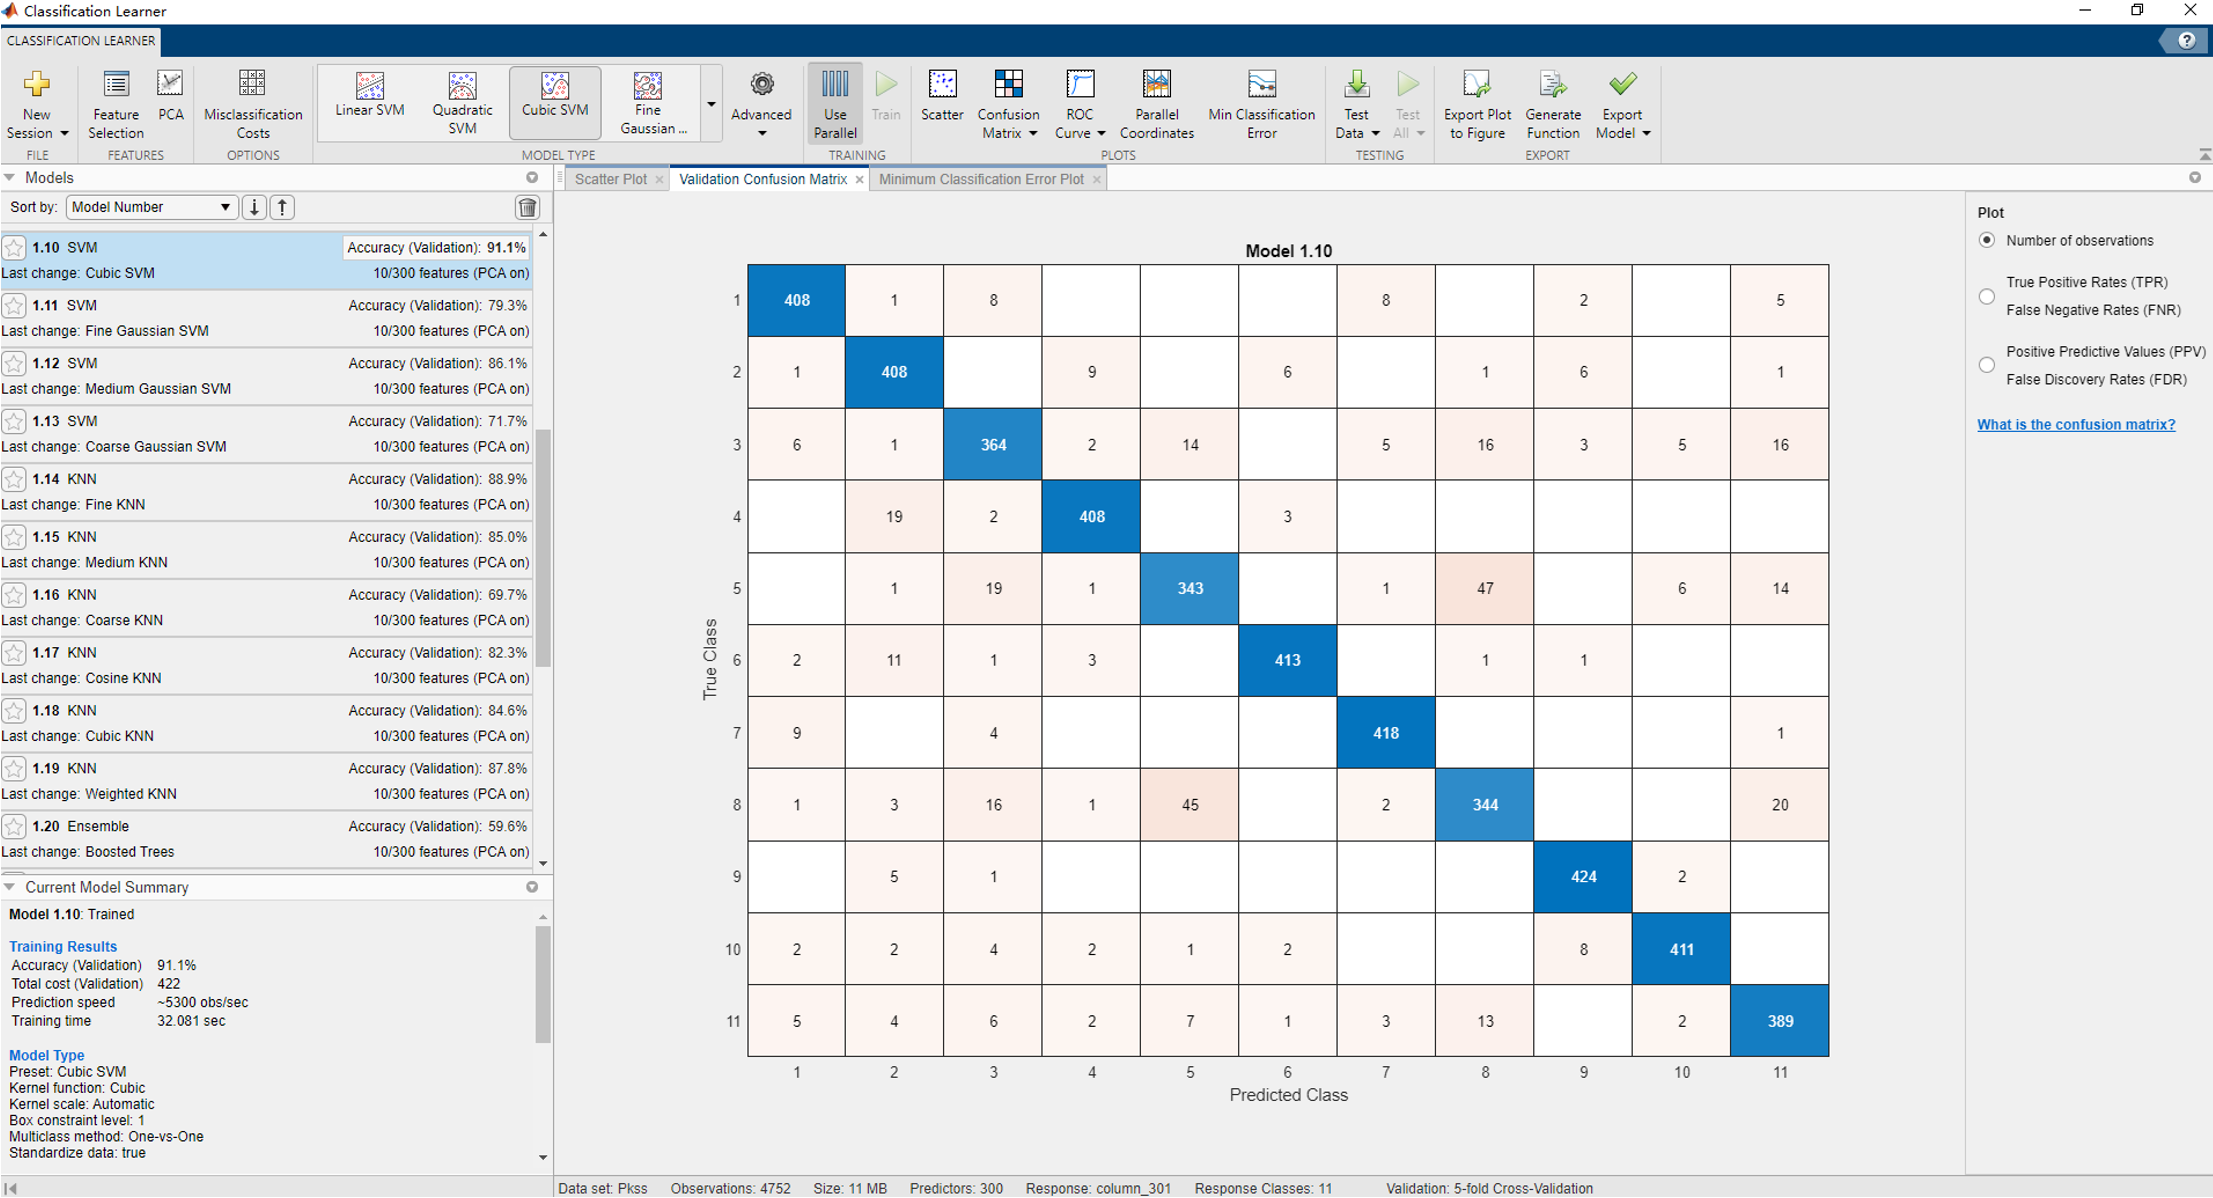 Classification Learner
CLASSIFICATION LEARNER
New Session
Feature Selection
PCA
Misclassification Costs
Linear SVM
Quadratic SVM
Cubic SVM
Fine Gaussian ...
Advanced
Use Parallel
Train
Scatter
Confusion Matrix
ROC Curve
Parallel Coordinates
Min Classification Error
Test Data
Test All
Export Plot to Figure
Generate Function
Export Model
FILE
FEATURES
OPTIONS
MODEL TYPE
TRAINING
PLOTS
TESTING
EXPORT
Models
Sort by: Model Number
1.10 SVM Accuracy (Validation): 91.1%
Last change: Cubic SVM 10/300 features (PCA on)
1.11 SVM Accuracy (Validation): 79.3%
Last change: Fine Gaussian SVM 10/300 features (PCA on)
1.12 SVM Accuracy (Validation): 86.1%
Last change: Medium Gaussian SVM 10/300 features (PCA on)
1.13 SVM Accuracy (Validation): 71.7%
Last change: Coarse Gaussian SVM 10/300 features (PCA on)
1.14 KNN Accuracy (Validation): 88.9%
Last change: Fine KNN 10/300 features (PCA on)
1.15 KNN Accuracy (Validation): 85.0%
Last change: Medium KNN 10/300 features (PCA on)
1.16 KNN Accuracy (Validation): 69.7%
Last change: Coarse KNN 10/300 features (PCA on)
1.17 KNN Accuracy (Validation): 82.3%
Last change: Cosine KNN 10/300 features (PCA on)
1.18 KNN Accuracy (Validation): 84.6%
Last change: Cubic KNN 10/300 features (PCA on)
1.19 KNN Accuracy (Validation): 87.8%
Last change: Weighted KNN 10/300 features (PCA on)
1.20 Ensemble Accuracy (Validation): 59.6%
Last change: Boosted Trees 10/300 features (PCA on)
Current Model Summary
Model 1.10: Trained
Training Results
Accuracy (Validation) 91.1%
Total cost (Validation) 422
Prediction speed ~5300 obs/sec
Training time 32.081 sec
Model Type
Preset: Cubic SVM
Kernel function: Cubic
Kernel scale: Automatic
Box constraint level: 1
Multiclass method: One-vs-One
Standardize data: true
Scatter Plot
Validation Confusion Matrix
Minimum Classification Error Plot
Model 1.10
True Class
1 408 1 8 8 2 5
2 1 408 9 6 1 6 1
3 6 1 364 2 14 5 16 3 5 16
4 19 2 408 3
5 1 19 1 343 1 47 6 14
6 2 11 1 3 413 1 1
7 9 4 418 1
8 1 3 16 1 45 2 344 20
9 5 1 424 2
10 2 2 4 2 1 2 8 411
11 5 4 6 2 7 1 3 13 2 389
1 2 3 4 5 6 7 8 9 10 11
Predicted Class
Plot
Number of observations
True Positive Rates (TPR)
False Negative Rates (FNR)
Positive Predictive Values (PPV)
False Discovery Rates (FDR)
What is the confusion matrix?
Data set: Pkss Observations: 4752 Size: 11 MB Predictors: 300 Response: column_301 Response Classes: 11 Validation: 5-fold Cross-Validation